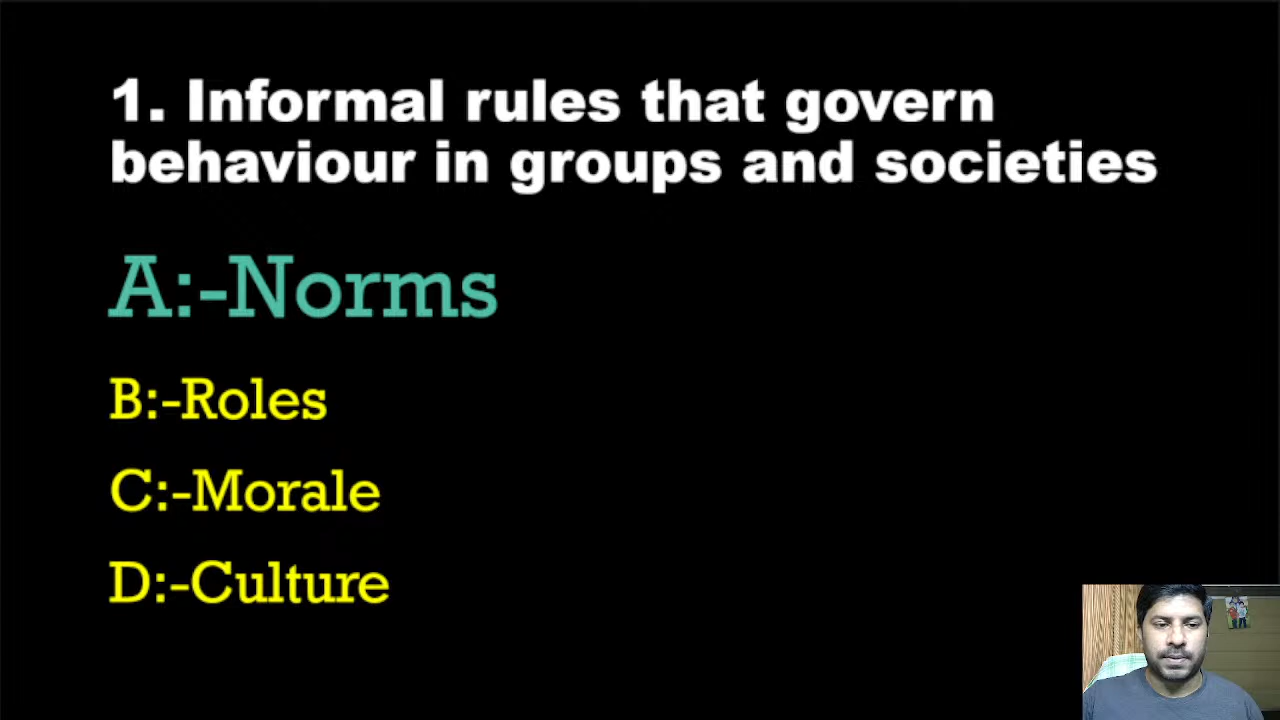 1. Informal rules that govern
behaviour in groups and societies
A:-Norms
B:-Roles
C:-Morale
D:-Culture